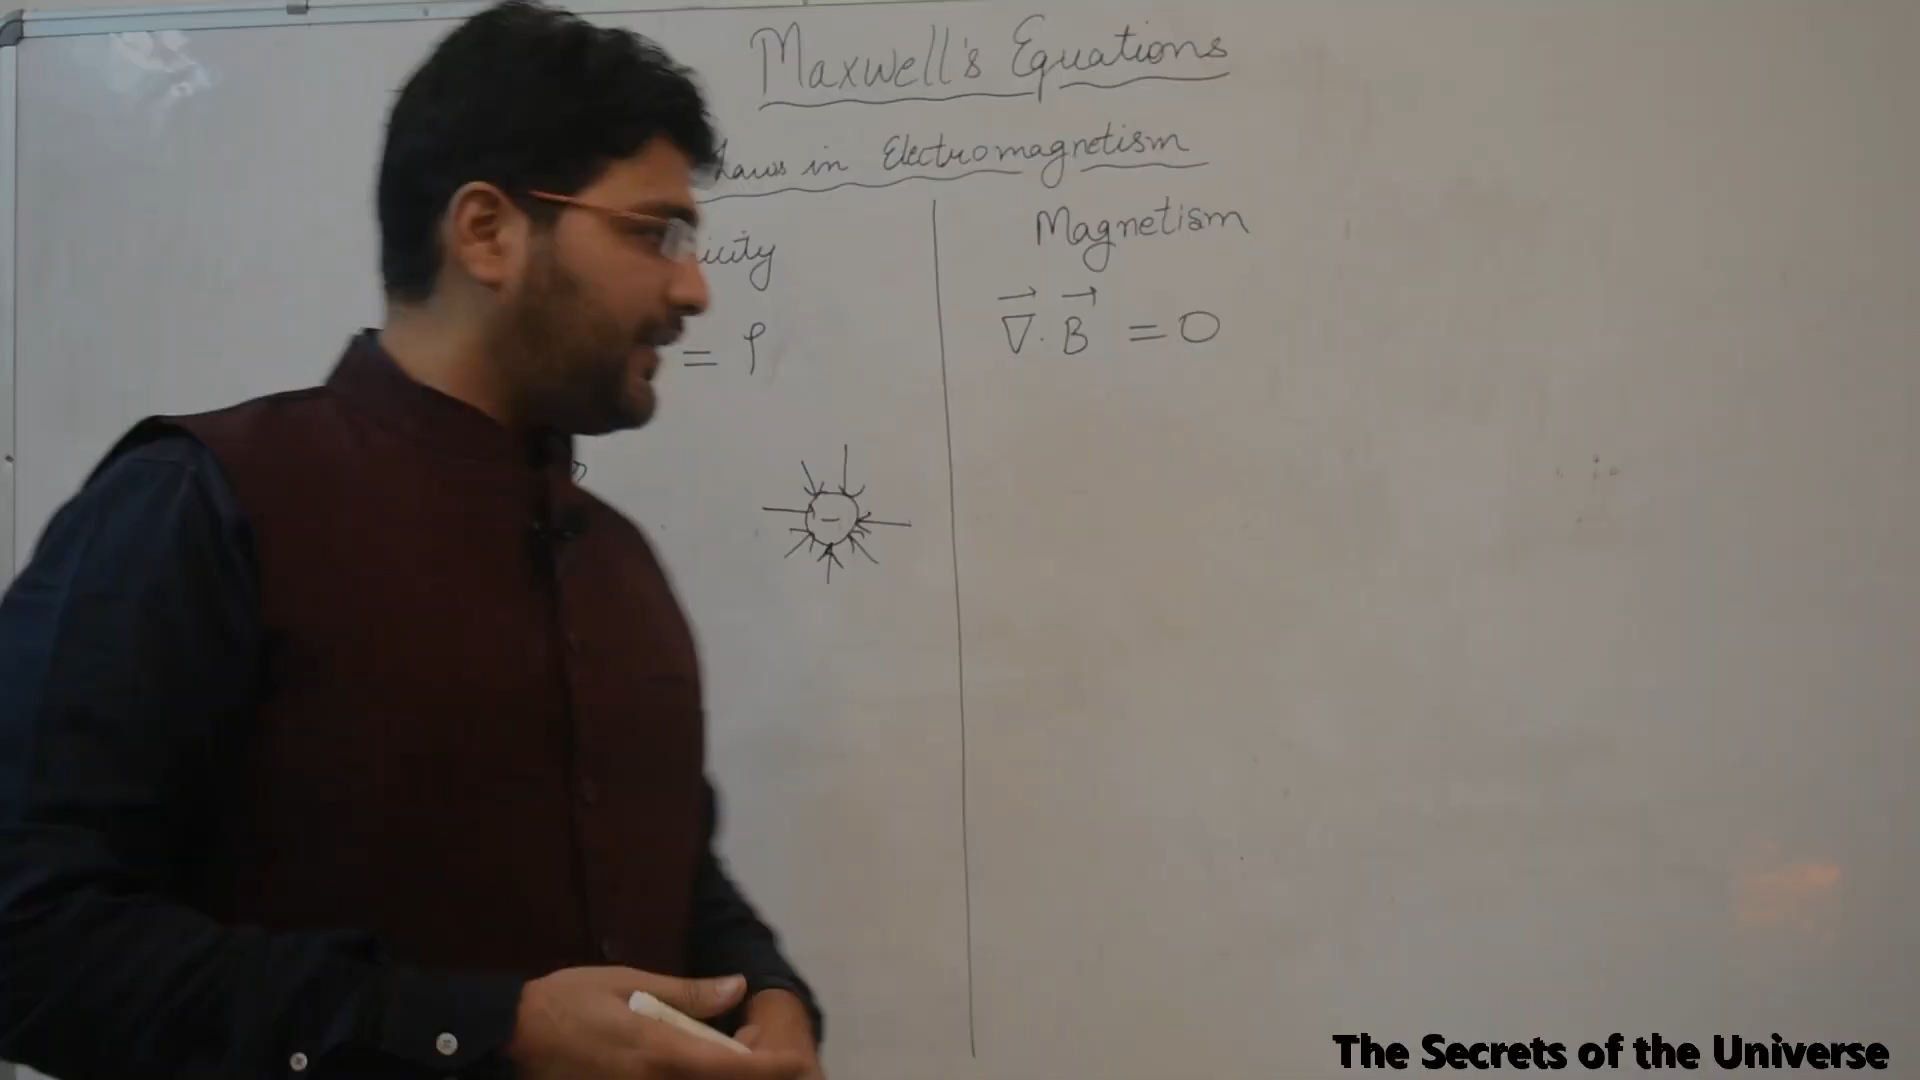 Maxwell's Equations
Laws in Electromagnetism
Magnetism
= ρ
∇⃗. B⃗ = 0
−
The Secrets of the Universe